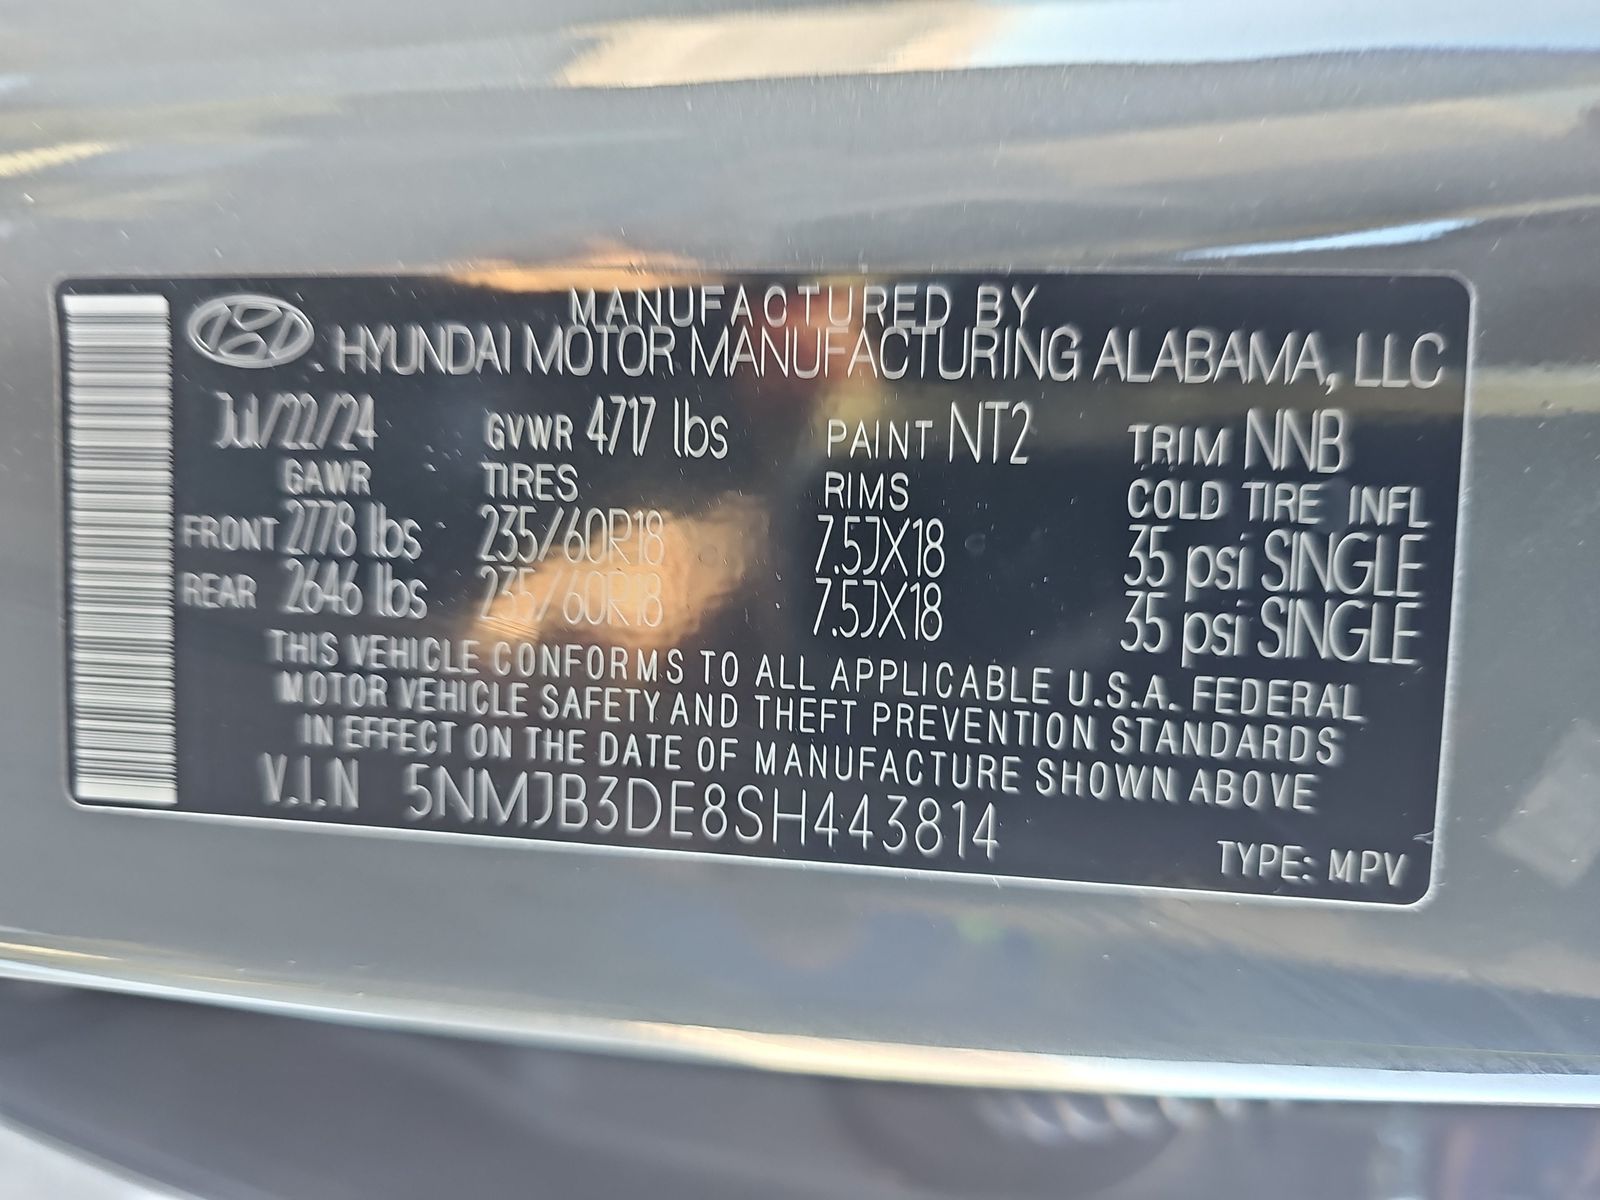 MANUFACTURED BY
HYUNDAI MOTOR MANUFACTURING ALABAMA, LLC
Jul/22/24 GVWR 4717 lbs PAINT NT2 TRIM NNB
GAWR TIRES RIMS COLD TIRE INFL
FRONT 2778 lbs 235/60R18 7.5JX18 35 psi SINGLE
REAR 2646 lbs 235/60R18 7.5JX18 35 psi SINGLE
THIS VEHICLE CONFORMS TO ALL APPLICABLE U.S.A. FEDERAL
MOTOR VEHICLE SAFETY AND THEFT PREVENTION STANDARDS
IN EFFECT ON THE DATE OF MANUFACTURE SHOWN ABOVE
V.I.N 5NMJB3DE8SH443814
TYPE: MPV